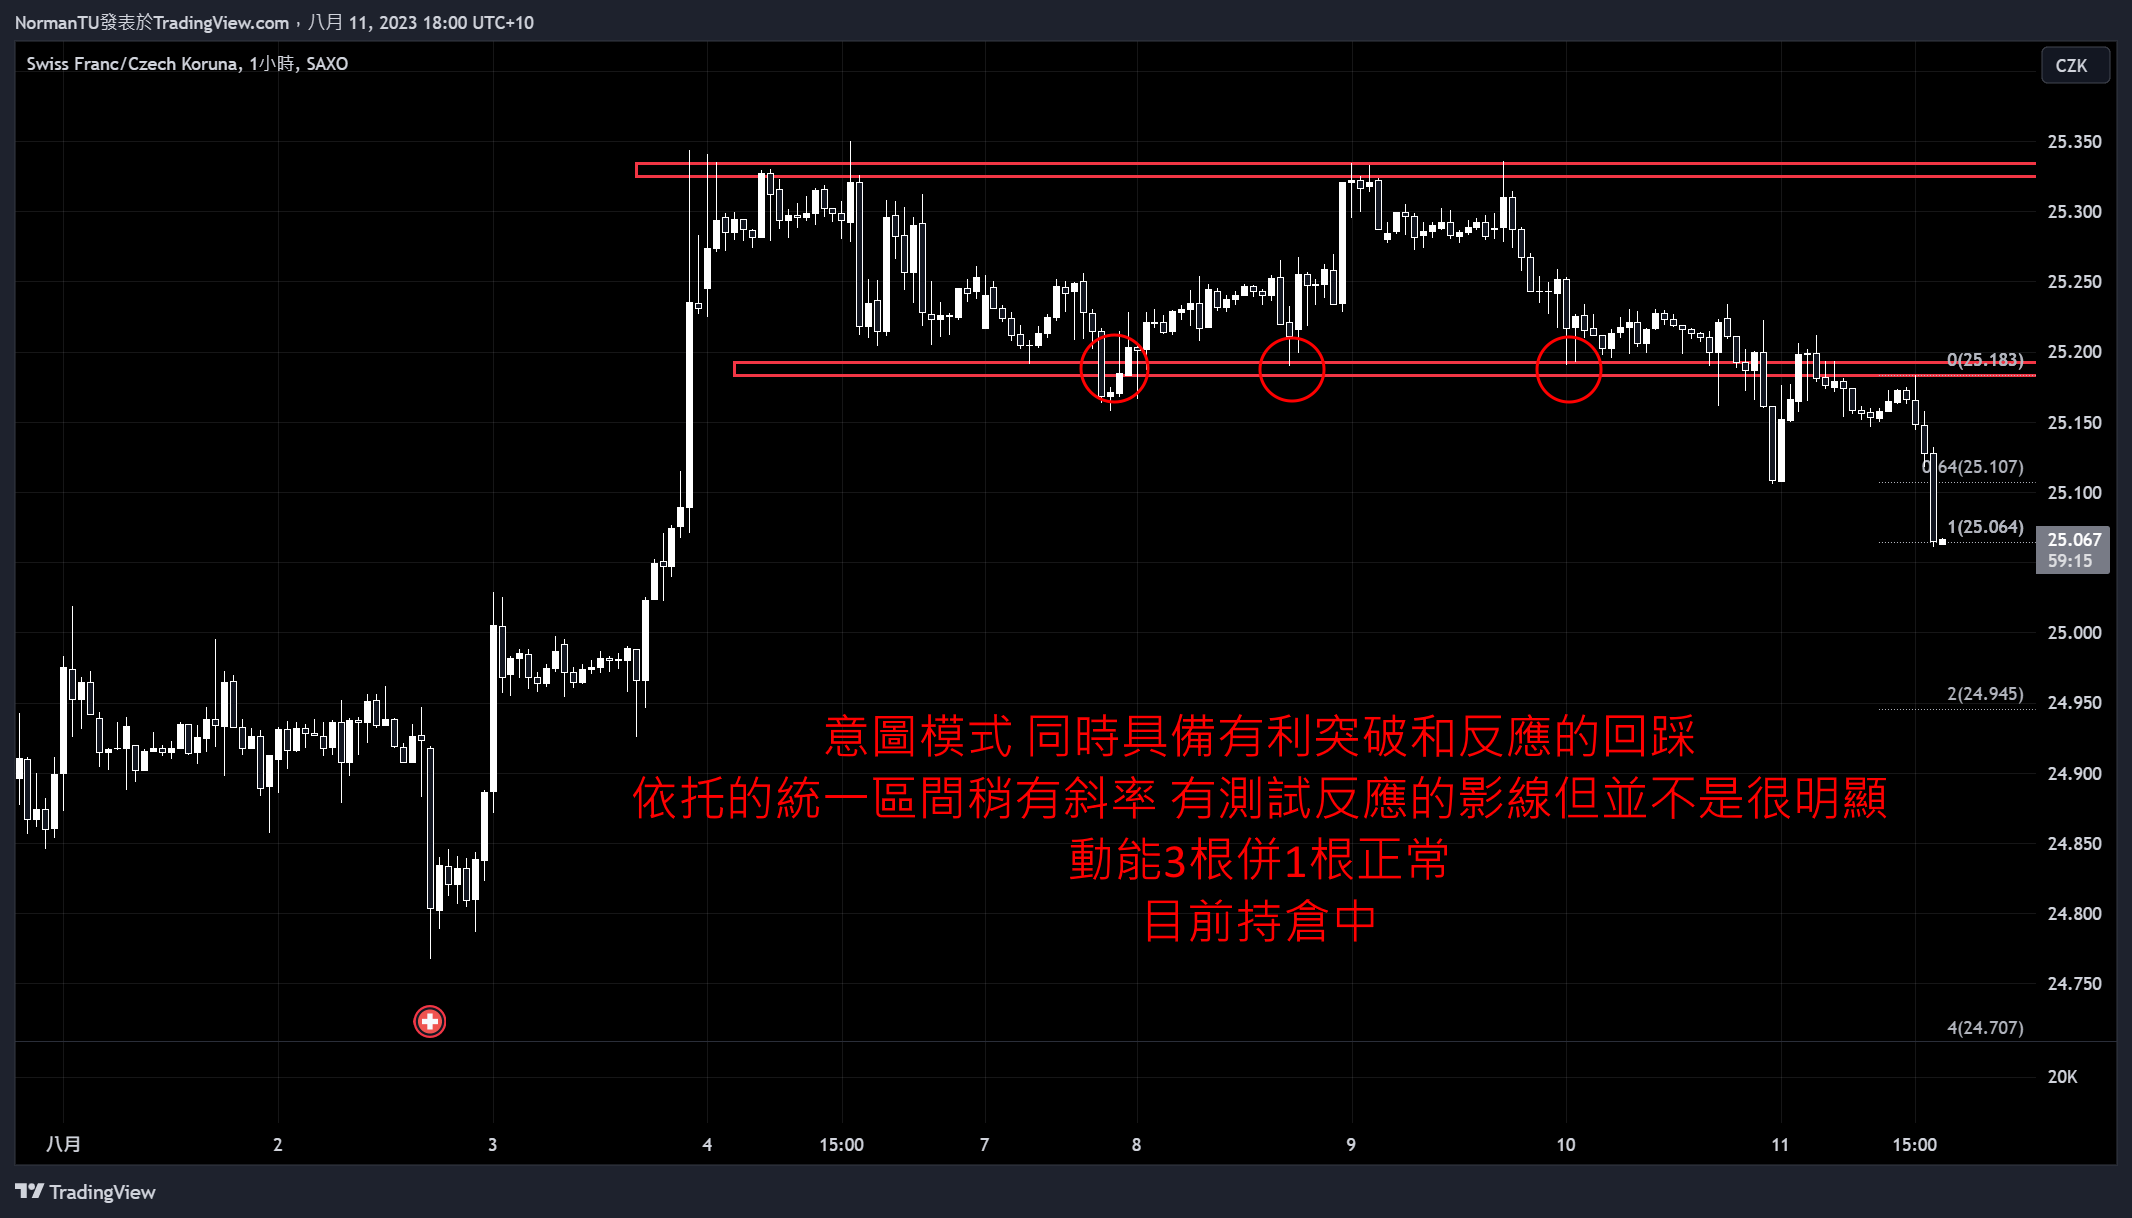 NormanTU發表於TradingView.com，八月 11, 2023 18:00 UTC+10
Swiss Franc/Czech Koruna, 1小時, SAXO
CZK
25.350
25.300
25.250
25.200
0(25.183)
25.150
0.64(25.107)
25.100
1(25.064)
25.067
59:15
25.000
2(24.945)
24.950
意圖模式 同時具備有利突破和反應的回踩
依托的統一區間稍有斜率 有測試反應的影線但並不是很明顯
動能3根併1根正常
目前持倉中
24.900
24.850
24.800
24.750
4(24.707)
20K
八月 2 3 4 15:00 7 8 9 10 11 15:00
TradingView